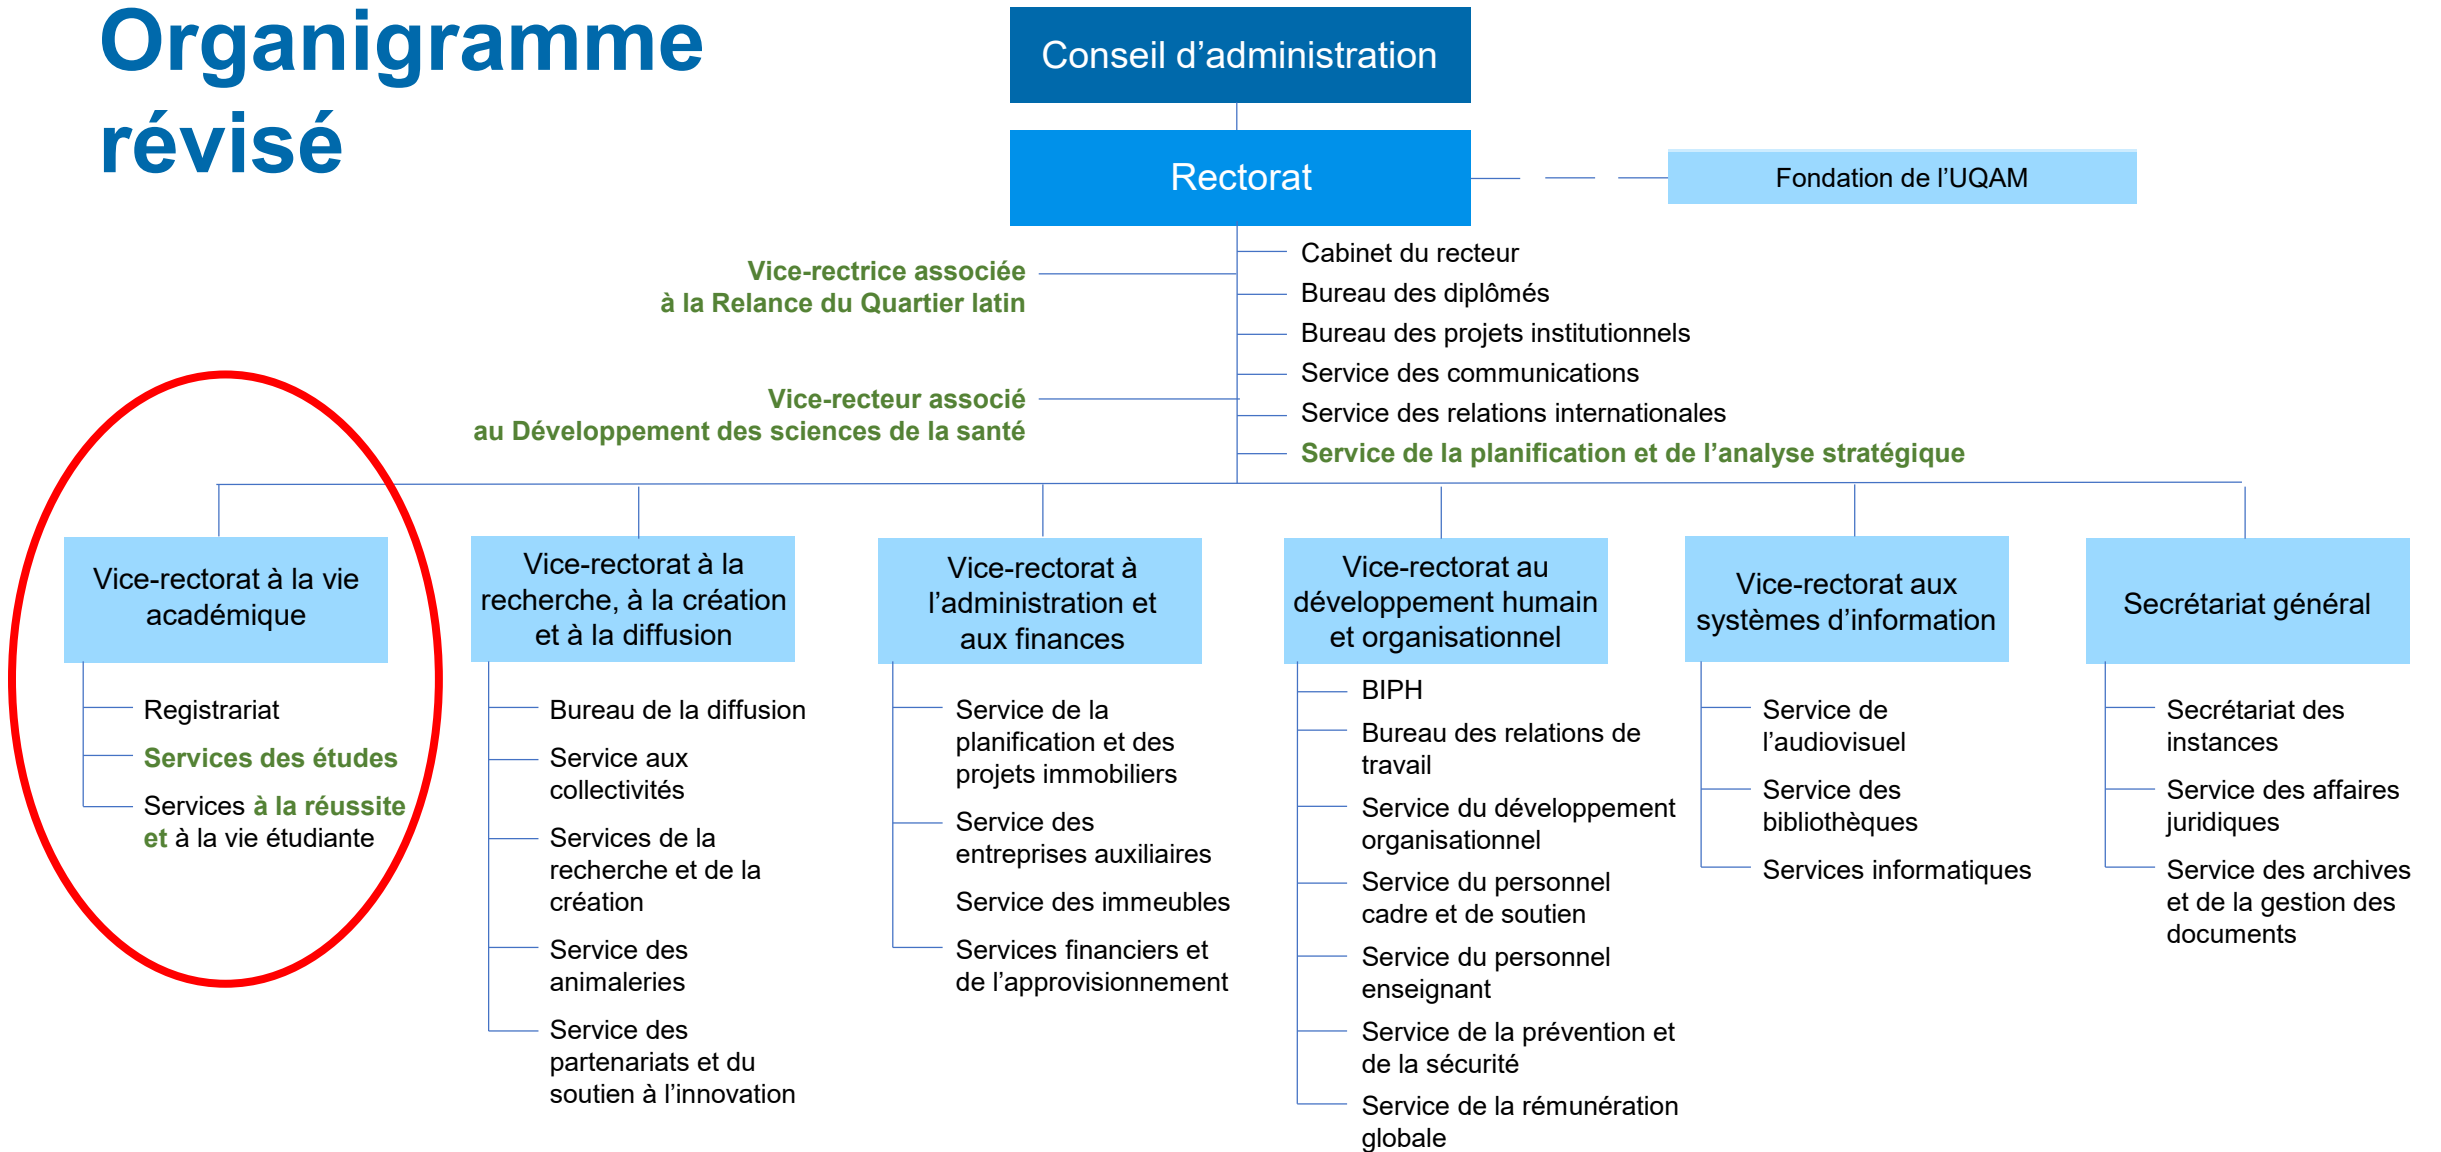 Organigramme
révisé
Conseil d’administration
Rectorat
Fondation de l’UQAM
Vice-rectrice associée
à la Relance du Quartier latin
Vice-recteur associé
au Développement des sciences de la santé
Cabinet du recteur
Bureau des diplômés
Bureau des projets institutionnels
Service des communications
Service des relations internationales
Service de la planification et de l’analyse stratégique
Vice-rectorat à la vie
académique
Registrariat
Services des études
Services à la réussite
et à la vie étudiante
Vice-rectorat à la
recherche, à la création
et à la diffusion
Bureau de la diffusion
Service aux
collectivités
Services de la
recherche et de la
création
Service des
animaleries
Service des
partenariats et du
soutien à l’innovation
Vice-rectorat à
l’administration et
aux finances
Service de la
planification et des
projets immobiliers
Service des
entreprises auxiliaires
Service des immeubles
Services financiers et
de l’approvisionnement
Vice-rectorat au
développement humain
et organisationnel
BIPH
Bureau des relations de
travail
Service du développement
organisationnel
Service du personnel
cadre et de soutien
Service du personnel
enseignant
Service de la prévention et
de la sécurité
Service de la rémunération
globale
Vice-rectorat aux
systèmes d’information
Service de
l’audiovisuel
Service des
bibliothèques
Services informatiques
Secrétariat général
Secrétariat des
instances
Service des affaires
juridiques
Service des archives
et de la gestion des
documents